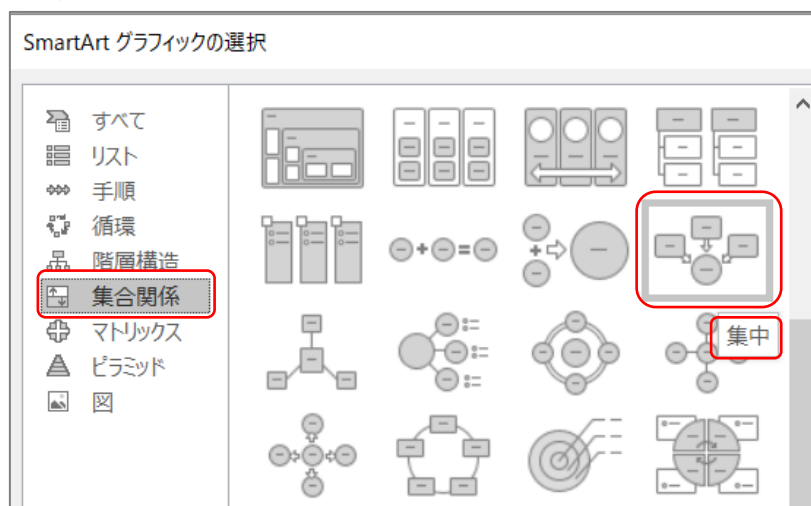 SmartArt グラフィックの選択
すべて
リスト
手順
循環
階層構造
集合関係
マトリックス
ピラミッド
図
集中